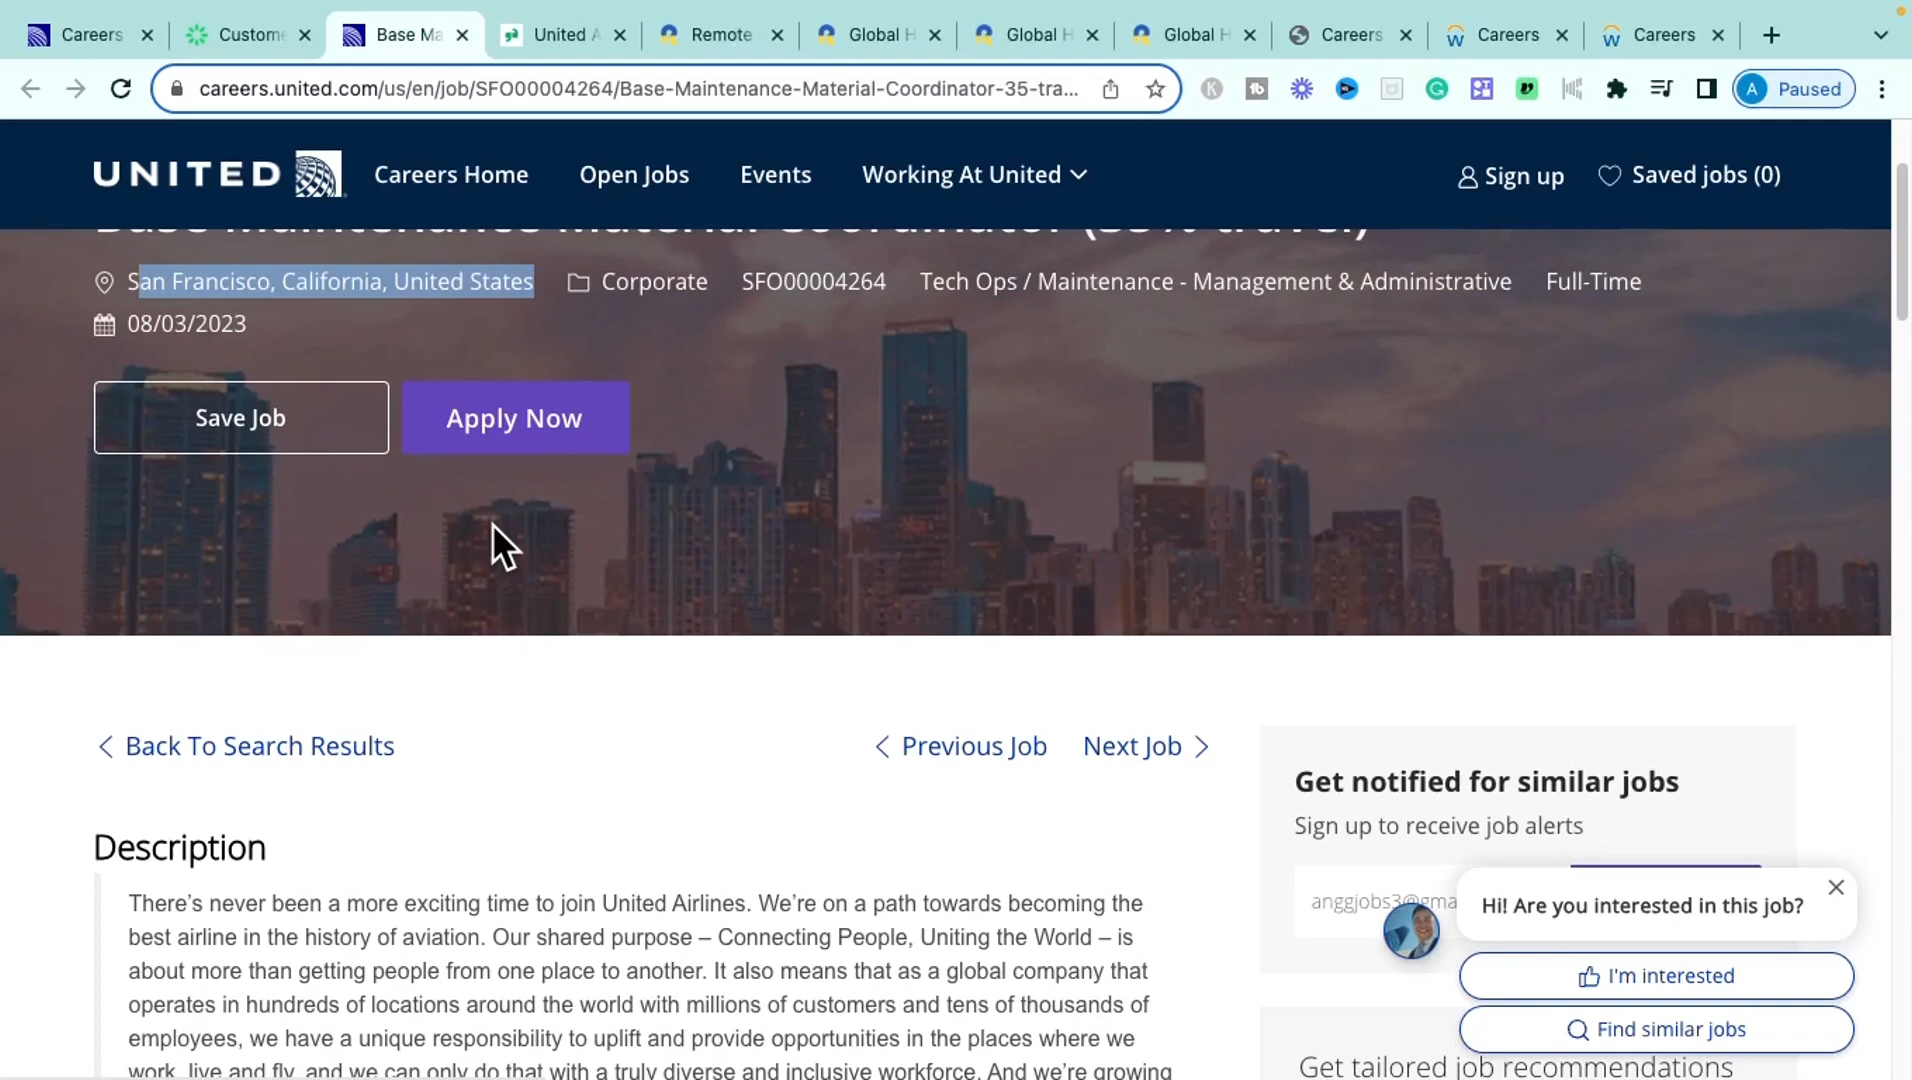 Careers
Custome
Base Ma
United A
Remote
Global H
Global H
Global H
Careers
Careers
Careers
careers.united.com/us/en/job/SFO00004264/Base-Maintenance-Material-Coordinator-35-tra...
A Paused
UNITED
Careers Home
Open Jobs
Events
Working At United
Sign up
Saved jobs (0)
Base Maintenance Material Coordinator (35% travel)
San Francisco, California, United States
Corporate
SFO00004264
Tech Ops / Maintenance - Management & Administrative
Full-Time
08/03/2023
Save Job
Apply Now
Back To Search Results
Previous Job
Next Job
Description
There's never been a more exciting time to join United Airlines. We're on a path towards becoming the
best airline in the history of aviation. Our shared purpose – Connecting People, Uniting the World – is
about more than getting people from one place to another. It also means that as a global company that
operates in hundreds of locations around the world with millions of customers and tens of thousands of
employees, we have a unique responsibility to uplift and provide opportunities in the places where we
work, live and fly, and we can only do that with a truly diverse and inclusive workforce. And we're growing
Get notified for similar jobs
Sign up to receive job alerts
anggjobs3@gma
Hi! Are you interested in this job?
I'm interested
Find similar jobs
Get tailored job recommendations